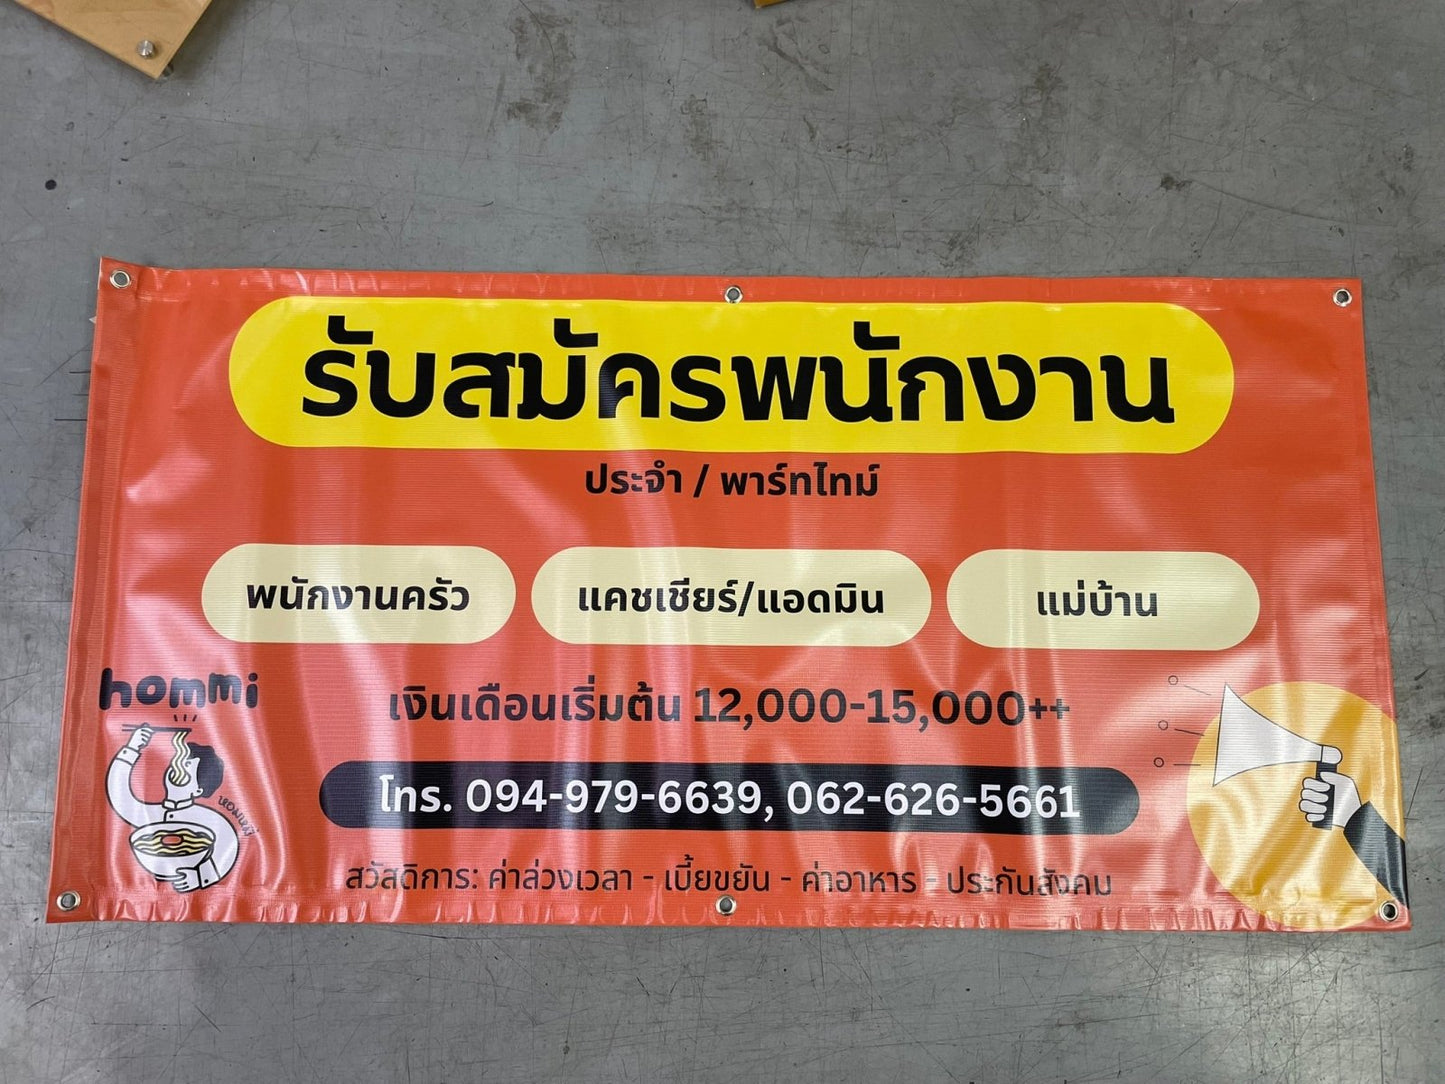 รับสมัครพนักงาน
ประจำ / พาร์ทไทม์
พนักงานครัว
แคชเชียร์/แอดมิน
แม่บ้าน
hommi
เงินเดือนเริ่มต้น 12,000-15,000++
โทร. 094-979-6639, 062-626-5661
หอมหมี่
สวัสดิการ: ค่าล่วงเวลา - เบี้ยขยัน - ค่าอาหาร - ประกันสังคม